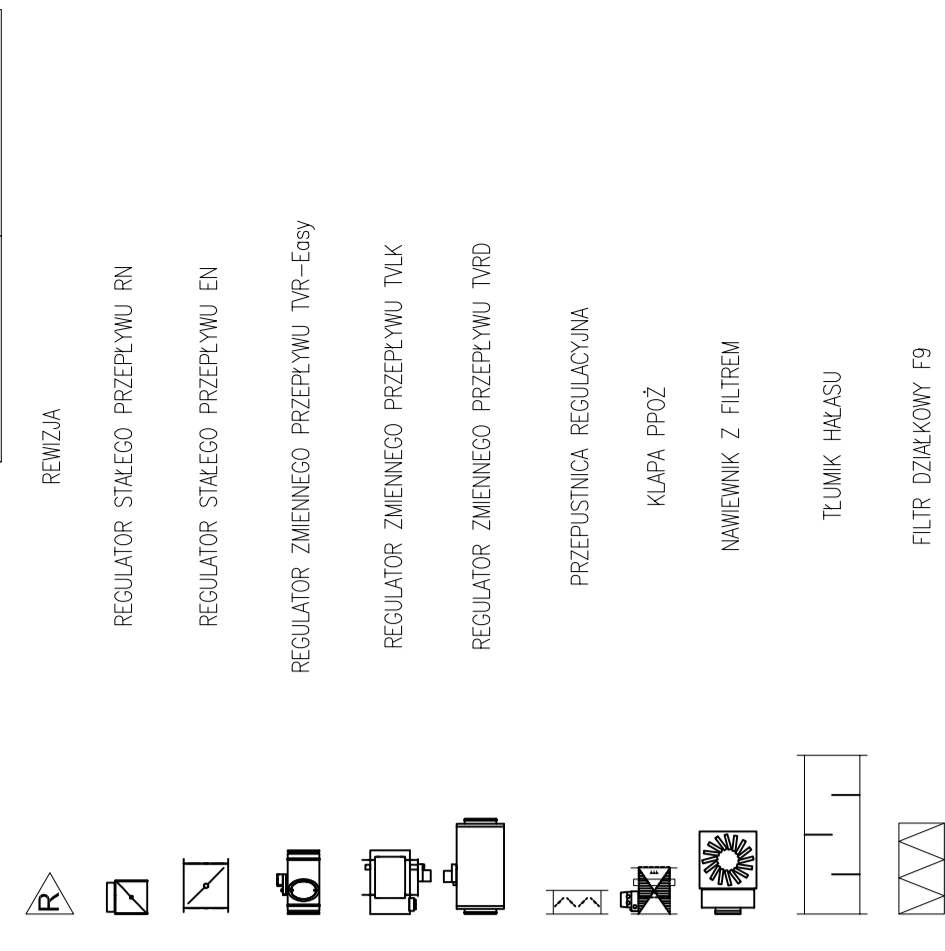 R
REWIZJA
REGULATOR STAŁEGO PRZEPŁYWU RN
REGULATOR STAŁEGO PRZEPŁYWU EN
REGULATOR ZMIENNEGO PRZEPŁYWU TVR-Easy
REGULATOR ZMIENNEGO PRZEPŁYWU TVLK
REGULATOR ZMIENNEGO PRZEPŁYWU TVRD
PRZEPUSTNICA REGULACYJNA
KLAPA PPOŻ
NAWIEWNIK Z FILTREM
TŁUMIK HAŁASU
FILTR DZIAŁKOWY F9